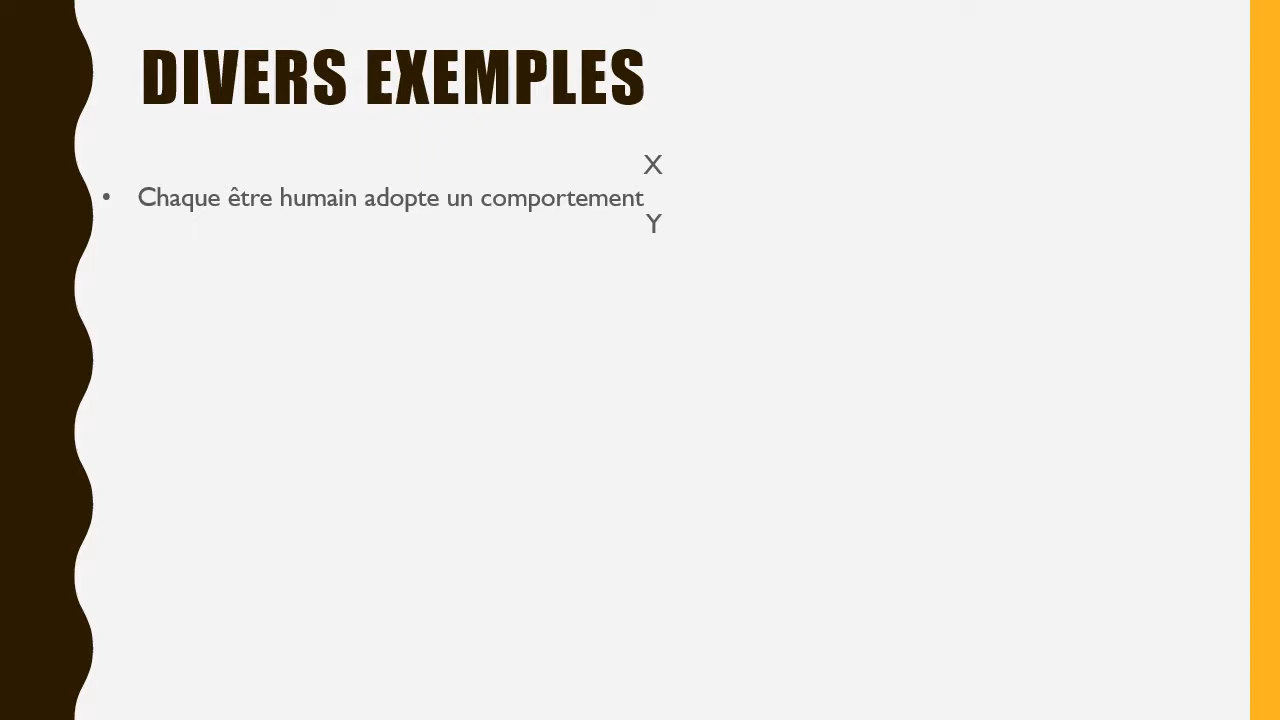 DIVERS EXEMPLES
X
• Chaque être humain adopte un comportement
Y